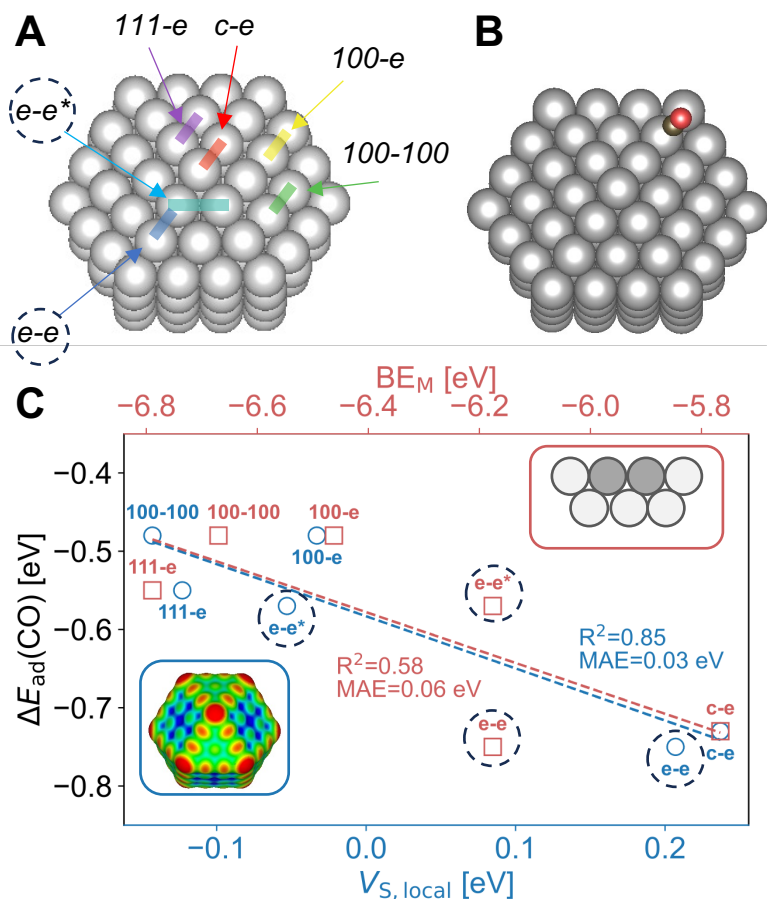 A
B
111-e
c-e
100-e
e-e*
100-100
e-e
C
BE_M [eV]
−6.8
−6.6
−6.4
−6.2
−6.0
−5.8
−0.4
−0.5
−0.6
−0.7
−0.8
ΔE_ad(CO) [eV]
100-100
100-100
100-e
100-e
111-e
111-e
e-e*
e-e*
R²=0.85
MAE=0.03 eV
R²=0.58
MAE=0.06 eV
e-e
e-e
c-e
c-e
−0.1
0.0
0.1
0.2
V_S, local [eV]